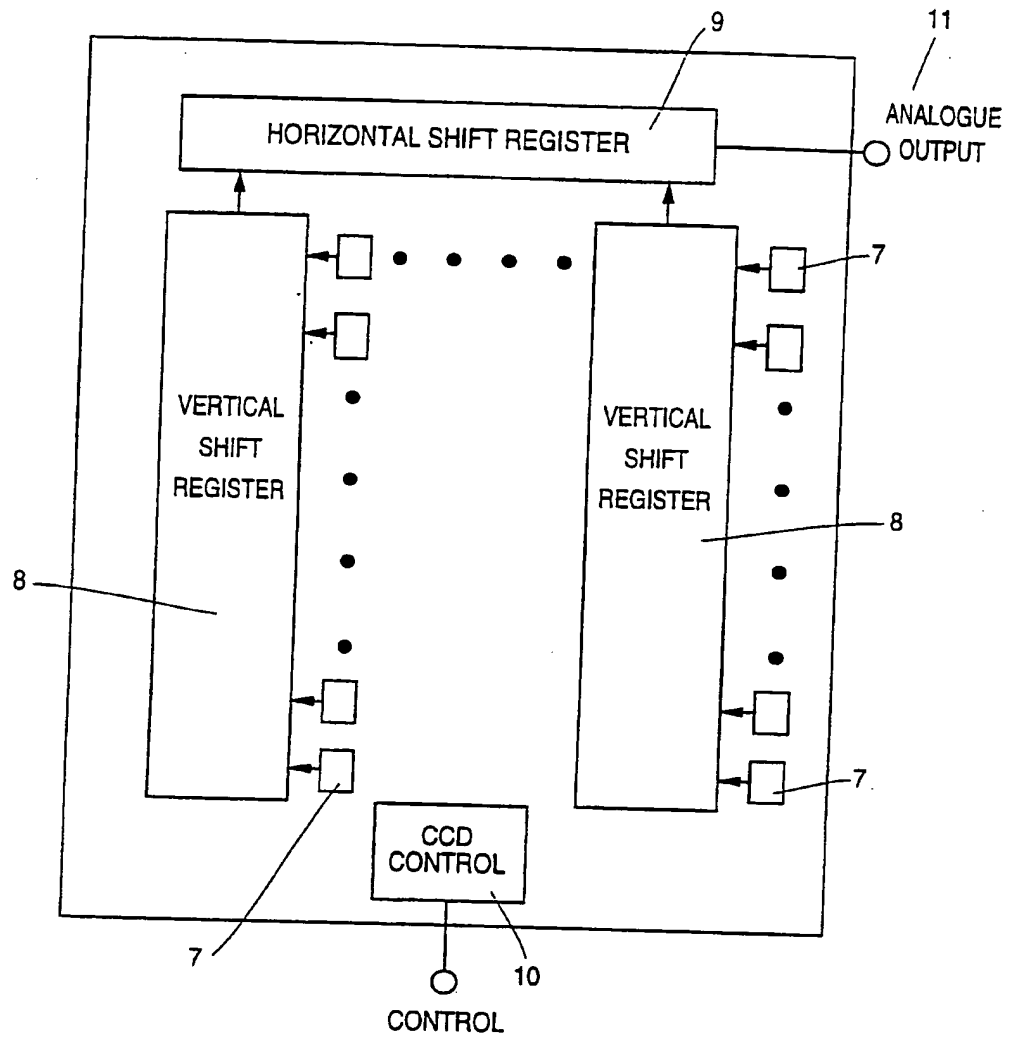 9
11
HORIZONTAL SHIFT REGISTER
ANALOGUE
OUTPUT
7
VERTICAL
SHIFT
REGISTER
VERTICAL
SHIFT
REGISTER
8
8
7
CCD
CONTROL
7
10
CONTROL